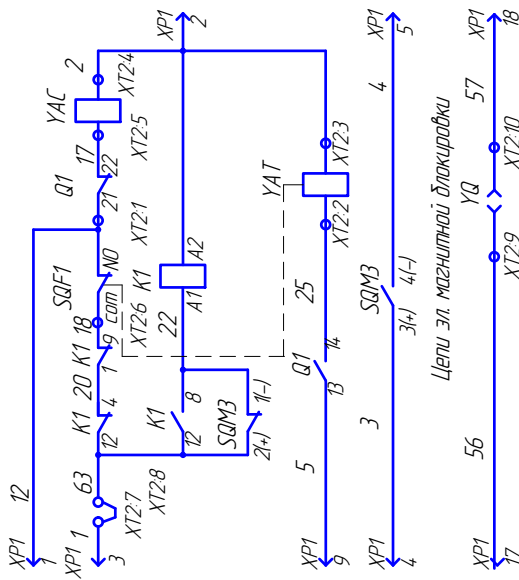 XP1
1
12
XP1
3
1
XT2:7
XT2:8
63
K1
12
4
20
K1
1
9
18
XT2:6
SQF1
com
NO
XT2:1
Q1
21
22
17
XT2:5
YAC
XT2:4
2
K1
12
8
22
K1
A1
A2
XP1
2
SQM3
2(+)
1(-)
XP1
9
5
Q1
13
14
25
XT2:2
YAT
XT2:3
XP1
4
3
SQM3
3(+)
4(-)
4
XP1
5
Цепи эл. магнитной блокировки
XP1
17
56
XT2:9
YQ
XT2:10
57
XP1
18